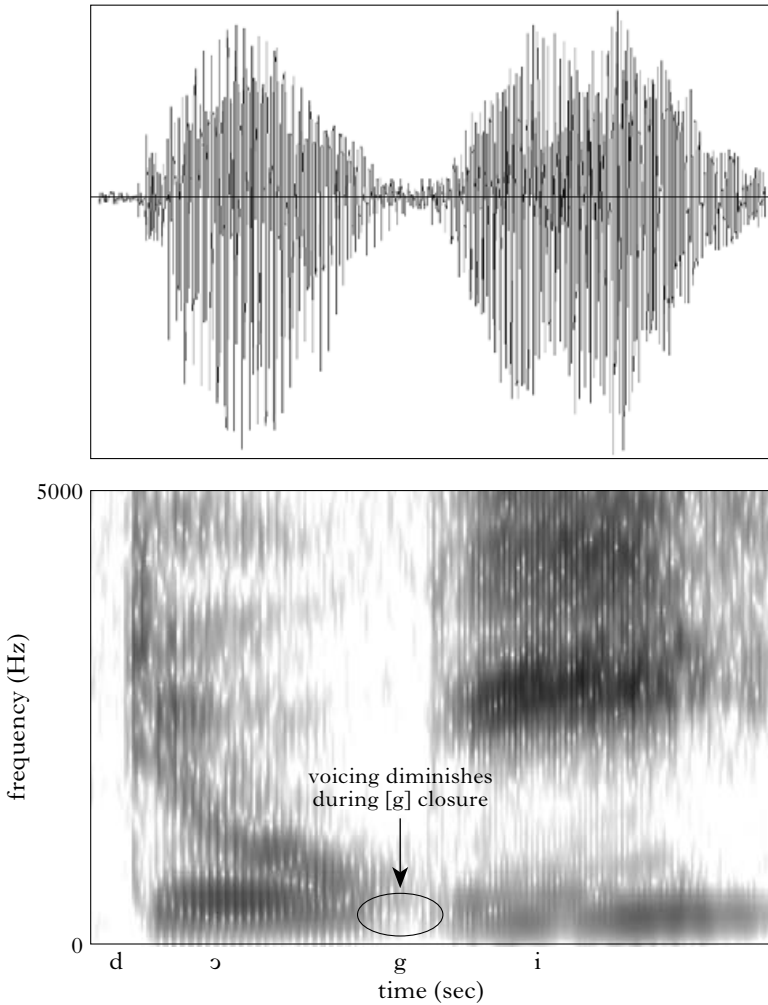 5000
frequency (Hz)
voicing diminishes
during [g] closure
0
d ɔ g i
time (sec)